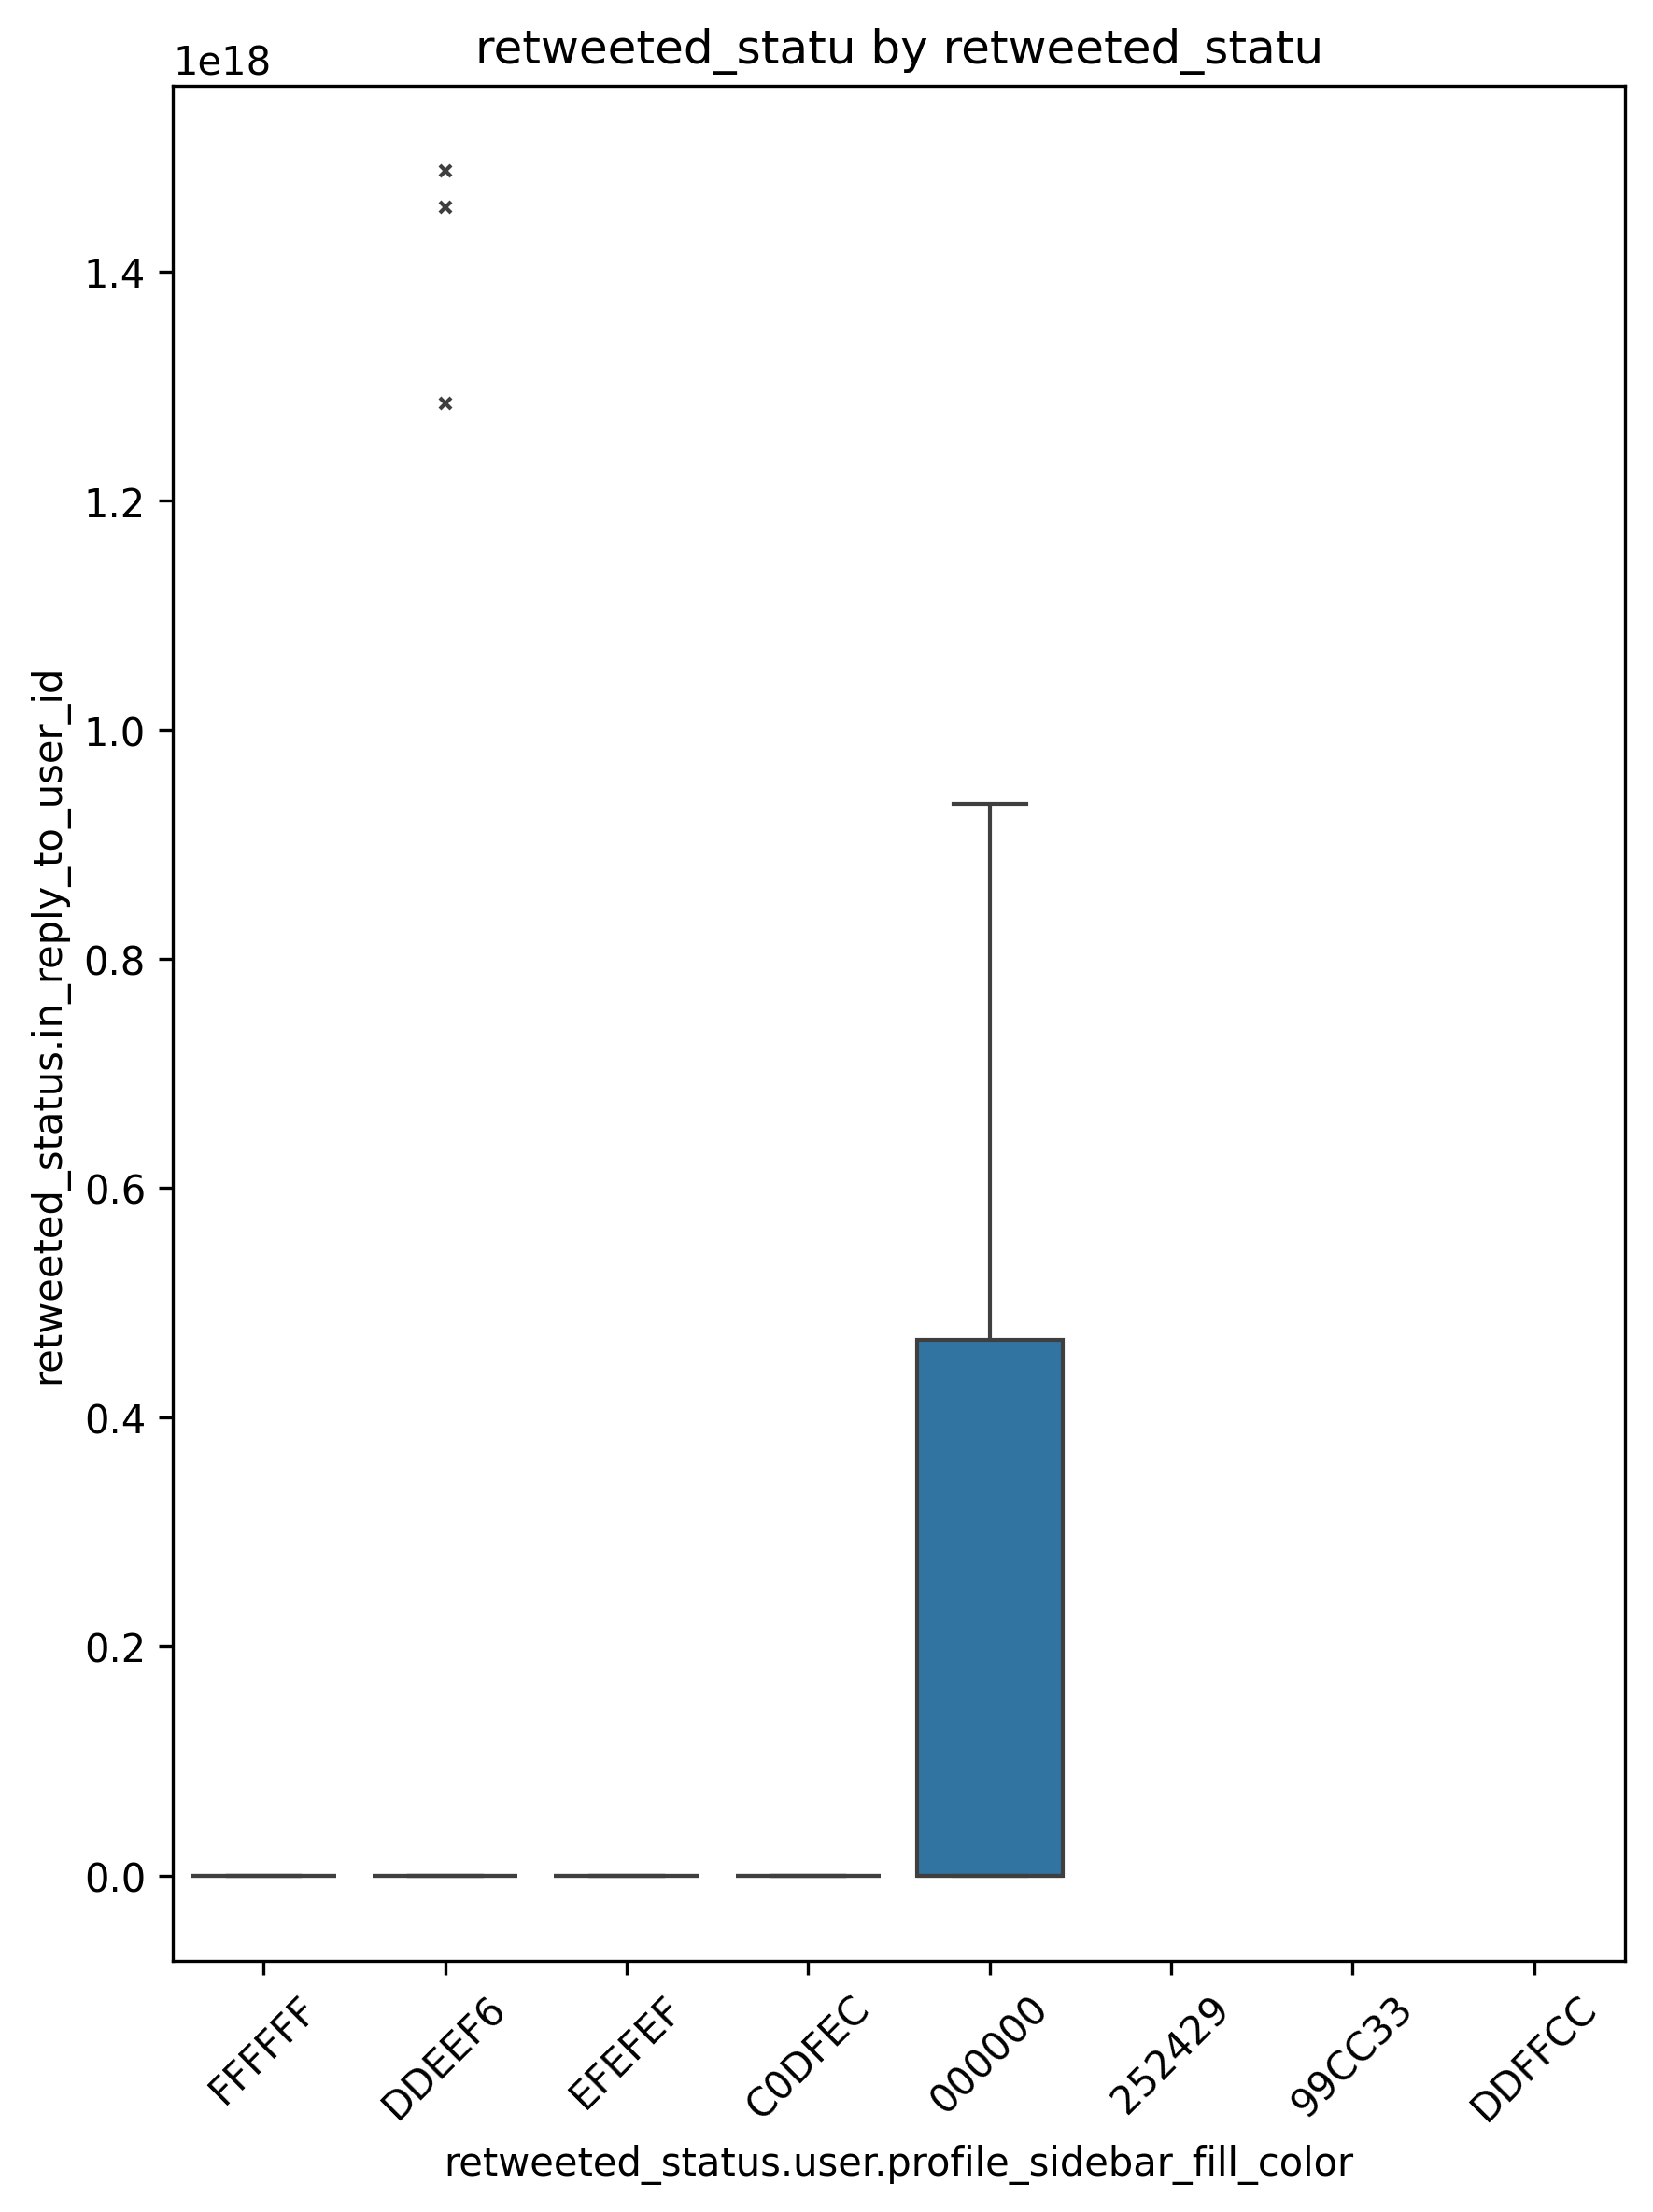 retweeted_statu by retweeted_statu
1e18
1.4
1.2
1.0
0.8
0.6
0.4
0.2
0.0
retweeted_status.in_reply_to_user_id
FFFFFF
DDEEF6
EFEFEF
C0DFEC
000000
252429
99CC33
DDFFCC
retweeted_status.user.profile_sidebar_fill_color